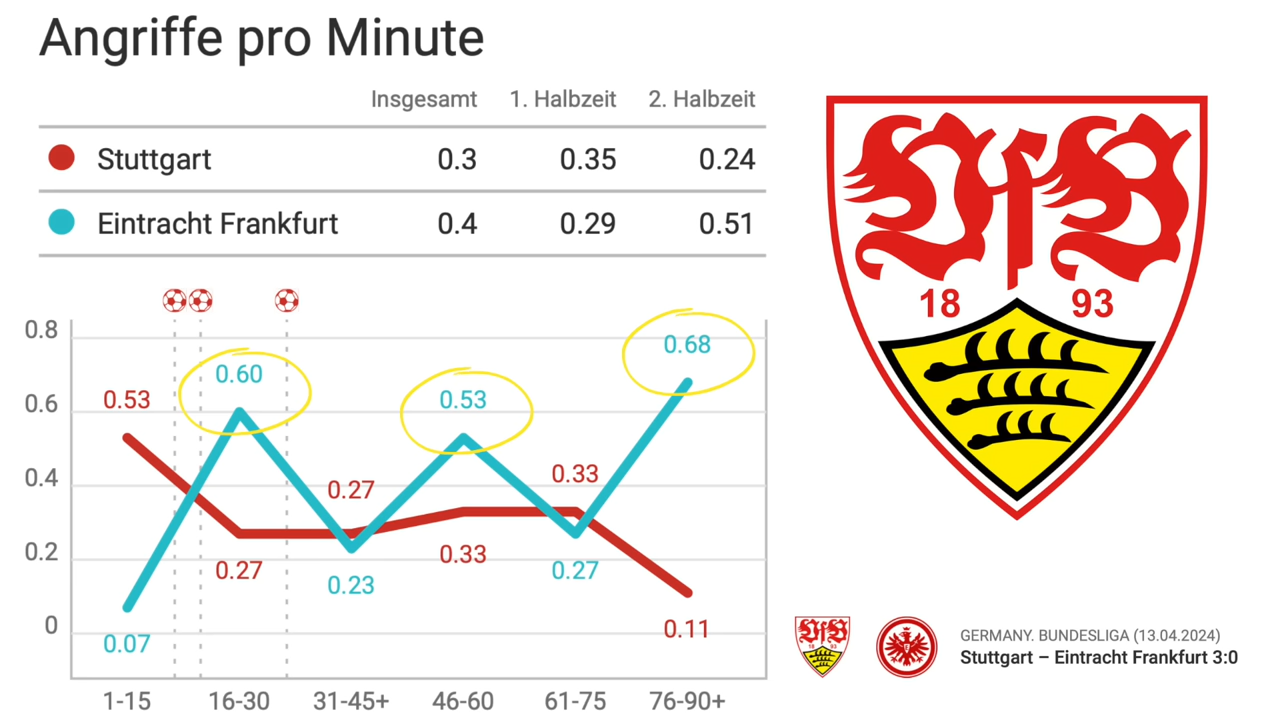 Angriffe pro Minute
Insgesamt 1. Halbzeit 2. Halbzeit
Stuttgart 0.3 0.35 0.24
Eintracht Frankfurt 0.4 0.29 0.51
0.8
0.6
0.4
0.2
0
0.53
0.60
0.27
0.53
0.33
0.68
0.07
0.27
0.23
0.33
0.27
0.11
1-15 16-30 31-45+ 46-60 61-75 76-90+
VfB
18 93
VfB
18 93
GERMANY. BUNDESLIGA (13.04.2024)
Stuttgart – Eintracht Frankfurt 3:0